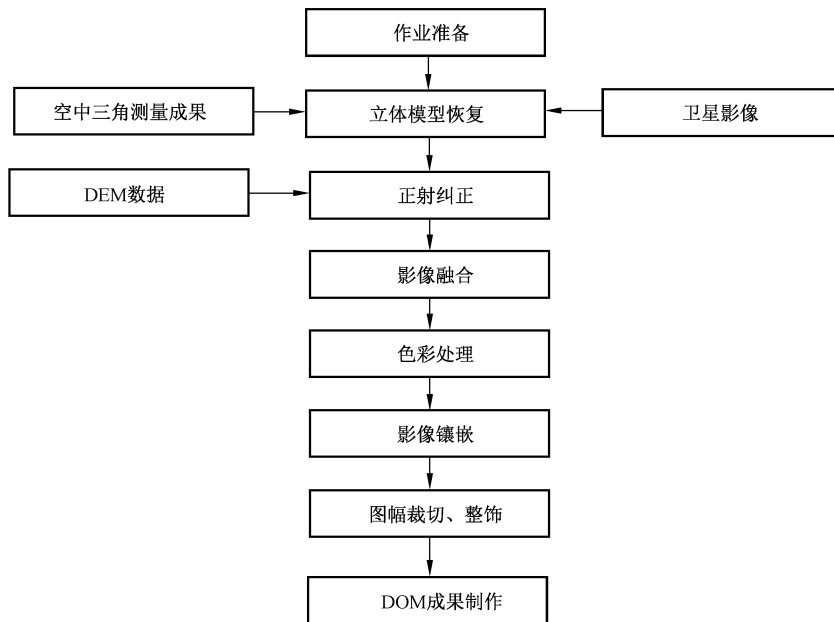 作业准备
空中三角测量成果
立体模型恢复
卫星影像
DEM数据
正射纠正
影像融合
色彩处理
影像镶嵌
图幅裁切、整饰
DOM成果制作